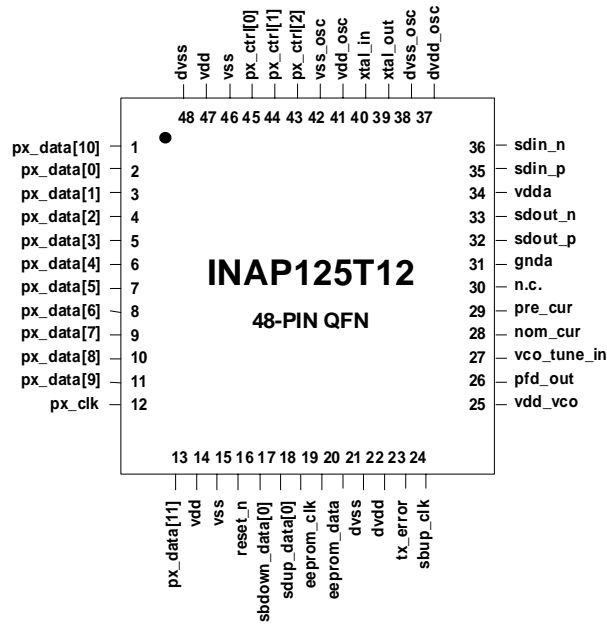 dvss
vdd
vss
px_ctrl[0]
px_ctrl[1]
px_ctrl[2]
vss_osc
vdd_osc
xtal_in
xtal_out
dvss_osc
dvdd_osc
48 47 46 45 44 43 42 41 40 39 38 37
px_data[10] 1
px_data[0] 2
px_data[1] 3
px_data[2] 4
px_data[3] 5
px_data[4] 6
px_data[5] 7
px_data[6] 8
px_data[7] 9
px_data[8] 10
px_data[9] 11
px_clk 12
INAP125T12
48-PIN QFN
36 sdin_n
35 sdin_p
34 vdda
33 sdout_n
32 sdout_p
31 gnda
30 n.c.
29 pre_cur
28 nom_cur
27 vco_tune_in
26 pfd_out
25 vdd_vco
13 14 15 16 17 18 19 20 21 22 23 24
px_data[11]
vdd
vss
reset_n
sbdown_data[0]
sdup_data[0]
eeprom_clk
eeprom_data
dvss
dvdd
tx_error
sbup_clk